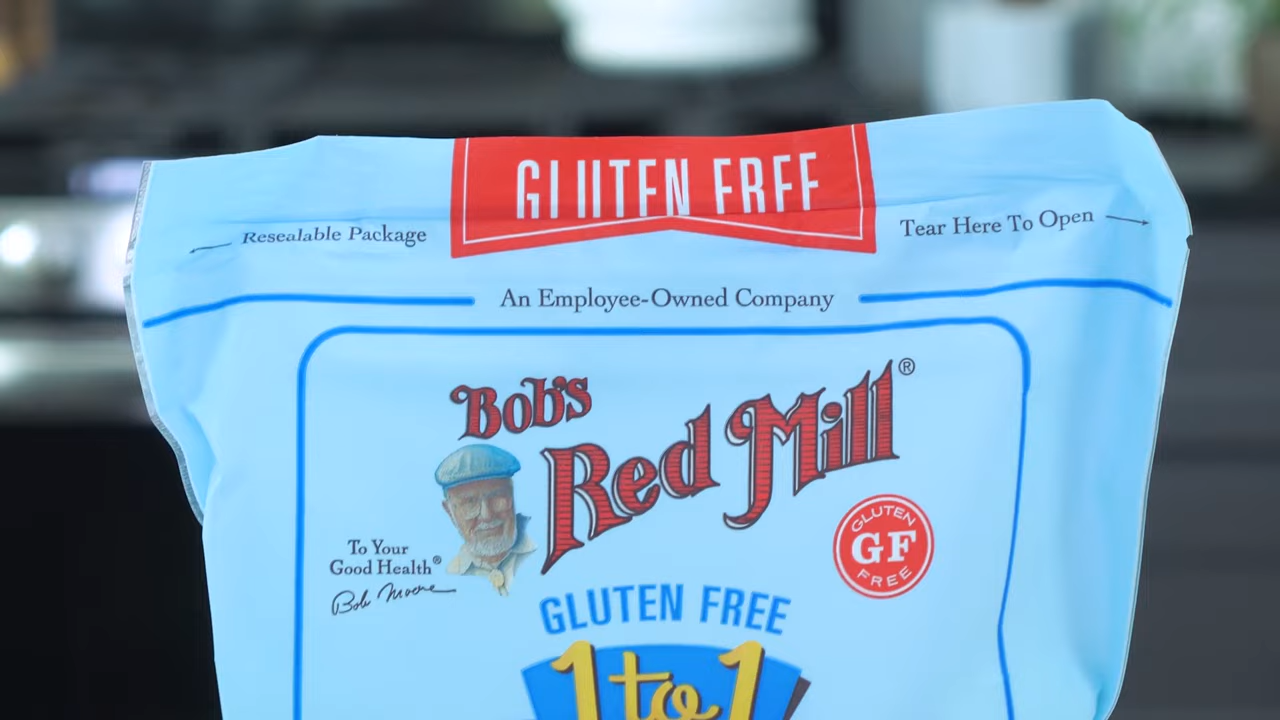 GLUTEN FREE
Resealable Package
Tear Here To Open
An Employee-Owned Company
Bob's
Red Mill®
To Your
Good Health®
Bob Moore
GLUTEN
GF
FREE
GLUTEN FREE
1 to 1